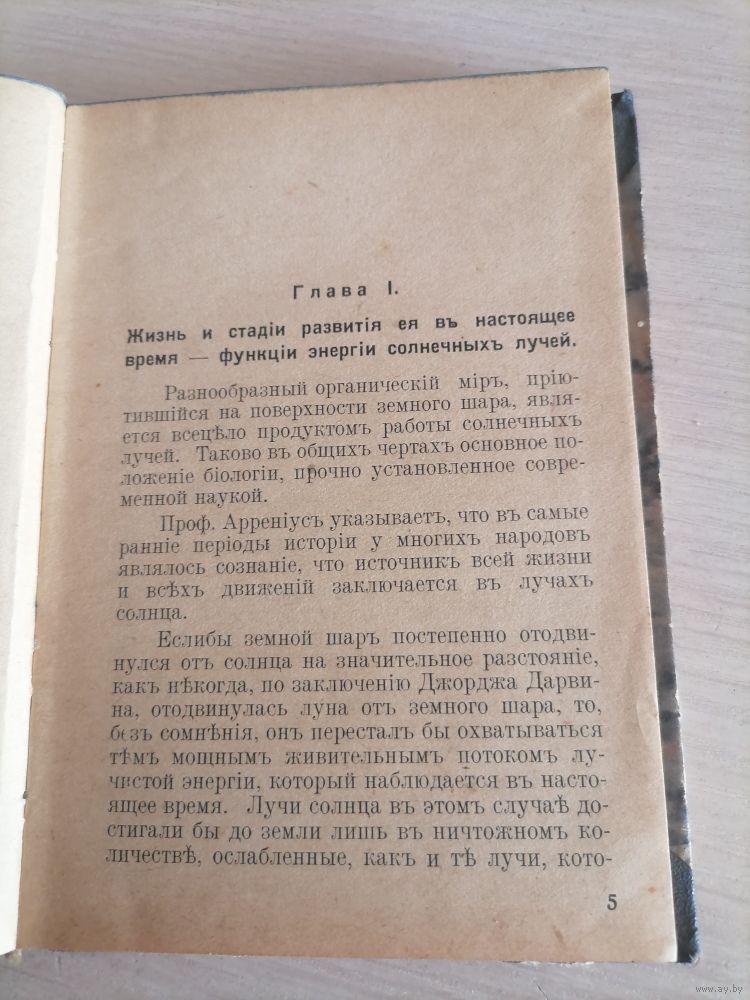 Глава I.
Жизнь и стадіи развитія ея въ настоящее
время — функціи энергіи солнечныхъ лучей.
Разнообразный органическій міръ, прію-
тившійся на поверхности земного шара, явля-
ется всецѣло продуктомъ работы солнечныхъ
лучей. Таково въ общихъ чертахъ основное по-
ложеніе біологіи, прочно установленное совре-
менной наукой.
Проф. Арреніусъ указываетъ, что въ самые
ранніе періоды исторіи у многихъ народовъ
являлось сознаніе, что источникъ всей жизни
и всѣхъ движеній заключается въ лучахъ
солнца.
Еслибы земной шаръ постепенно отодви-
нулся отъ солнца на значительное разстояніе,
какъ нѣкогда, по заключенію Джорджа Дарви-
на, отодвинулась луна отъ земного шара, то,
безъ сомнѣнія, онъ пересталъ бы охватываться
тѣмъ мощнымъ живительнымъ потокомъ лу-
чистой энергіи, который наблюдается въ насто-
ящее время. Лучи солнца въ этомъ случаѣ до-
стигали бы до земли лишь въ ничтожномъ ко-
личествѣ, ослабленные, какъ и тѣ лучи, кото-
5
www.ay.by